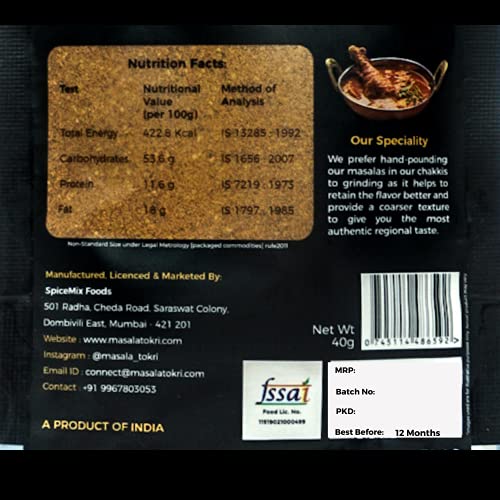 Nutrition Facts:
Test Nutritional Value (per 100g) Method of Analysis
Total Energy 422.8 Kcal IS 13285 : 1992
Carbohydrates 53.6 g IS 1656 : 2007
Protein 11.6 g IS 7219 : 1973
Fat 18 g IS 1797 : 1985
Non-Standard Size under Legal Metrology [packaged commodities] rule2011
Our Speciality
We prefer hand-pounding
our masalas in our chakkis
to grinding as it helps to
retain the flavor better and
provide a coarser texture
to give you the most
authentic regional taste.
Manufactured, Licenced & Marketed By:
SpiceMix Foods
501 Radha, Cheda Road, Saraswat Colony,
Dombivili East, Mumbai - 421 201
Website : www.masalatokri.com
Instagram : @masala_tokri
Email ID : connect@masalatokri.com
Contact : +91 9967803053
A PRODUCT OF INDIA
Net Wt
40g
0 745114 486592 >
fssai
Food Lic. No.
11519021000499
MRP:
Batch No:
PKD:
Best Before: 12 Months